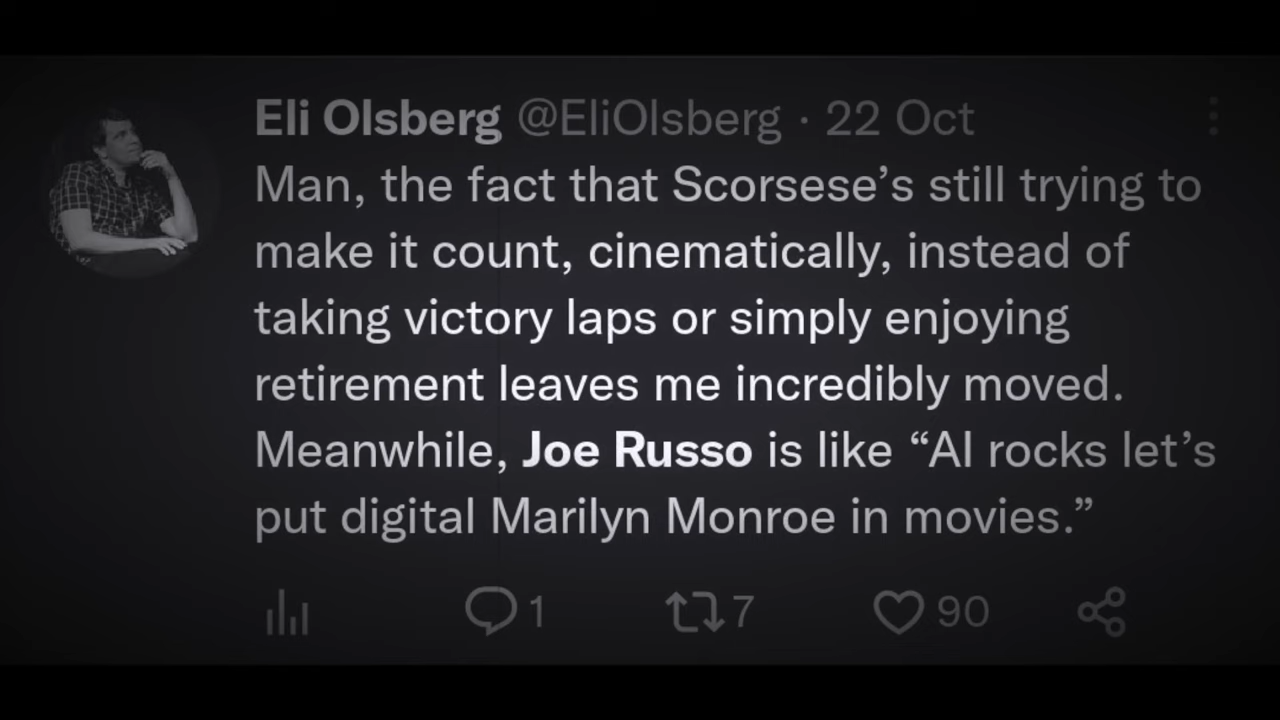 Eli Olsberg @EliOlsberg · 22 Oct
Man, the fact that Scorsese’s still trying to
make it count, cinematically, instead of
taking victory laps or simply enjoying
retirement leaves me incredibly moved.
Meanwhile, Joe Russo is like “AI rocks let’s
put digital Marilyn Monroe in movies.”
1 7 90